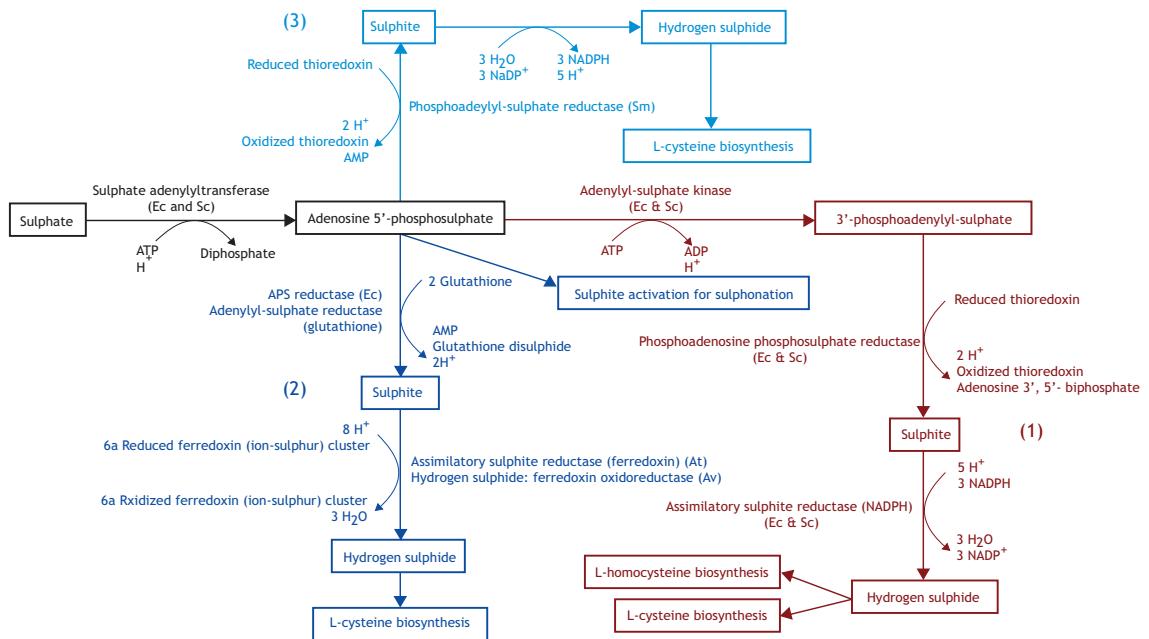 (3)
Sulphite
Hydrogen sulphide
3 H2O
3 NaDP+
3 NADPH
5 H+
Reduced thioredoxin
Phosphoadeylyl-sulphate reductase (Sm)
2 H+
Oxidized thioredoxin
AMP
L-cysteine biosynthesis
Sulphate adenylyltransferase
(Ec and Sc)
Adenylyl-sulphate kinase
(Ec & Sc)
Sulphate
Adenosine 5'-phosphosulphate
3'-phosphoadenylyl-sulphate
ATP
H+
Diphosphate
ATP
ADP
H+
APS reductase (Ec)
Adenylyl-sulphate reductase
(glutathione)
2 Glutathione
Sulphite activation for sulphonation
Reduced thioredoxin
AMP
Glutathione disulphide
2H+
Phosphoadenosine phosphosulphate reductase
(Ec & Sc)
2 H+
Oxidized thioredoxin
Adenosine 3', 5'- biphosphate
(2)
Sulphite
Sulphite
(1)
8 H+
6a Reduced ferredoxin (ion-sulphur) cluster
Assimilatory sulphite reductase (ferredoxin) (At)
Hydrogen sulphide: ferredoxin oxidoreductase (Av)
5 H+
3 NADPH
6a Rxidized ferredoxin (ion-sulphur) cluster
3 H2O
Assimilatory sulphite reductase (NADPH)
(Ec & Sc)
3 H2O
3 NADP+
Hydrogen sulphide
L-homocysteine biosynthesis
Hydrogen sulphide
L-cysteine biosynthesis
L-cysteine biosynthesis